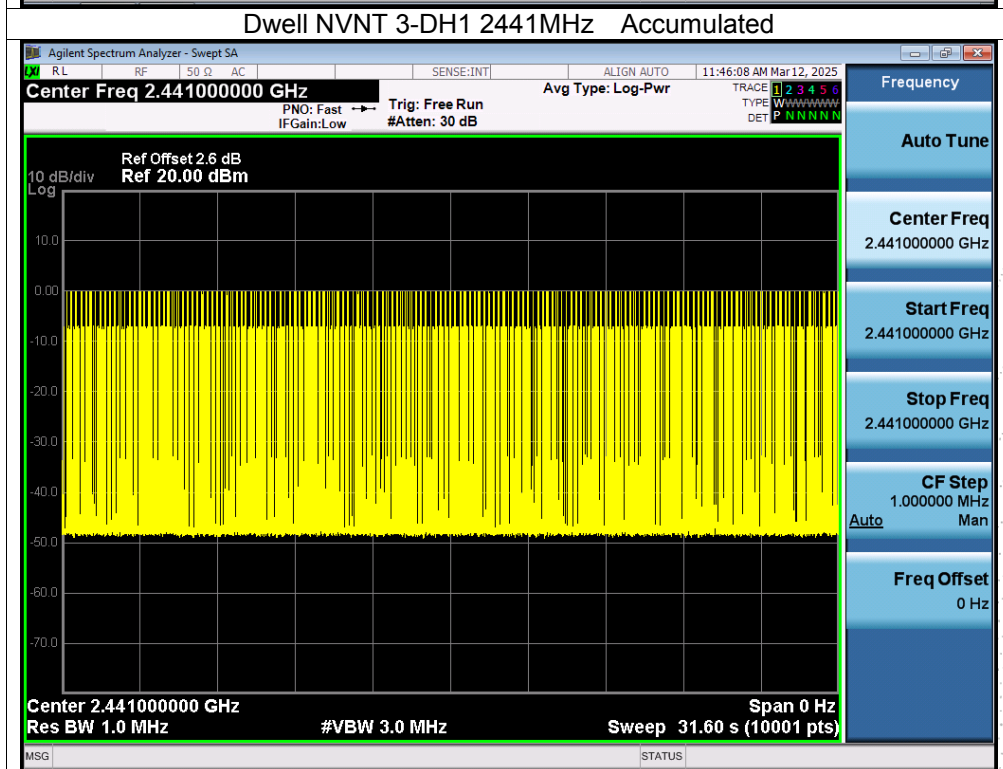 Dwell NVNT 3-DH1 2441MHz Accumulated
Agilent Spectrum Analyzer - Swept SA
LXI RL RF 50 Ω AC SENSE:INT ALIGN AUTO 11:46:08 AM Mar 12, 2025
Center Freq 2.441000000 GHz
PNO: Fast
IFGain:Low
Trig: Free Run
#Atten: 30 dB
Avg Type: Log-Pwr
TRACE 1 2 3 4 5 6
TYPE WWWWWW
DET P N N N N N
Frequency
Auto Tune
Center Freq
2.441000000 GHz
Start Freq
2.441000000 GHz
Stop Freq
2.441000000 GHz
CF Step
1.000000 MHz
Auto Man
Freq Offset
0 Hz
Ref Offset 2.6 dB
10 dB/div Ref 20.00 dBm
Log
10.0
0.00
-10.0
-20.0
-30.0
-40.0
-50.0
-60.0
-70.0
Center 2.441000000 GHz Span 0 Hz
Res BW 1.0 MHz #VBW 3.0 MHz Sweep 31.60 s (10001 pts)
MSG STATUS